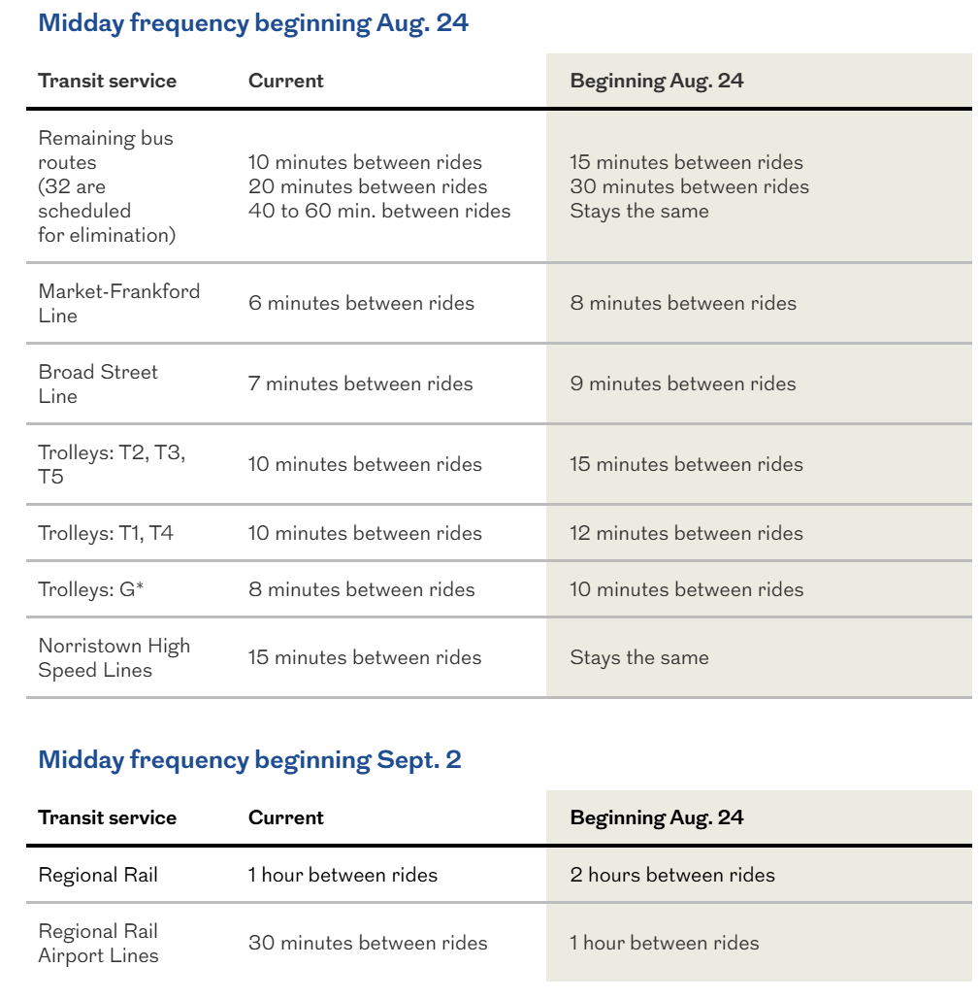 Midday frequency beginning Aug. 24
Transit service Current Beginning Aug. 24
Remaining bus
routes
(32 are
scheduled
for elimination)
10 minutes between rides
20 minutes between rides
40 to 60 min. between rides
15 minutes between rides
30 minutes between rides
Stays the same
Market-Frankford
Line
6 minutes between rides
8 minutes between rides
Broad Street
Line
7 minutes between rides
9 minutes between rides
Trolleys: T2, T3,
T5
10 minutes between rides
15 minutes between rides
Trolleys: T1, T4 10 minutes between rides 12 minutes between rides
Trolleys: G* 8 minutes between rides 10 minutes between rides
Norristown High
Speed Lines
15 minutes between rides
Stays the same
Midday frequency beginning Sept. 2
Transit service Current Beginning Aug. 24
Regional Rail 1 hour between rides 2 hours between rides
Regional Rail
Airport Lines
30 minutes between rides
1 hour between rides